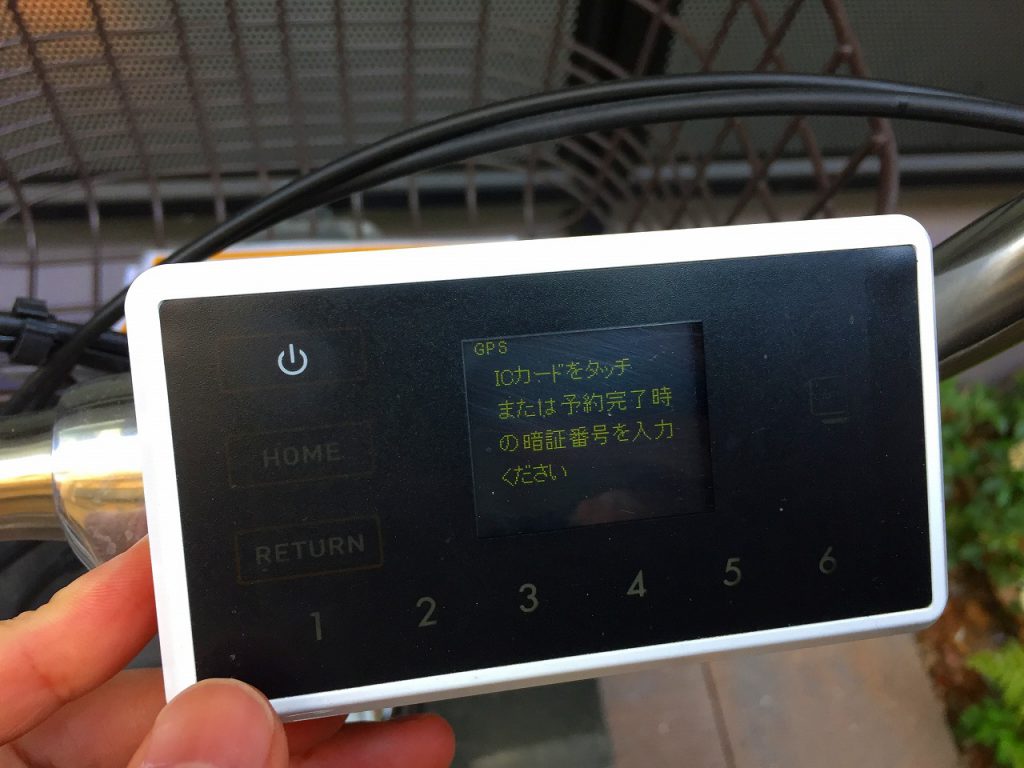 GPS
ICカードをタッチ
または予約完了時
の暗証番号を入力
ください
HOME
RETURN
1 2 3 4 5 6